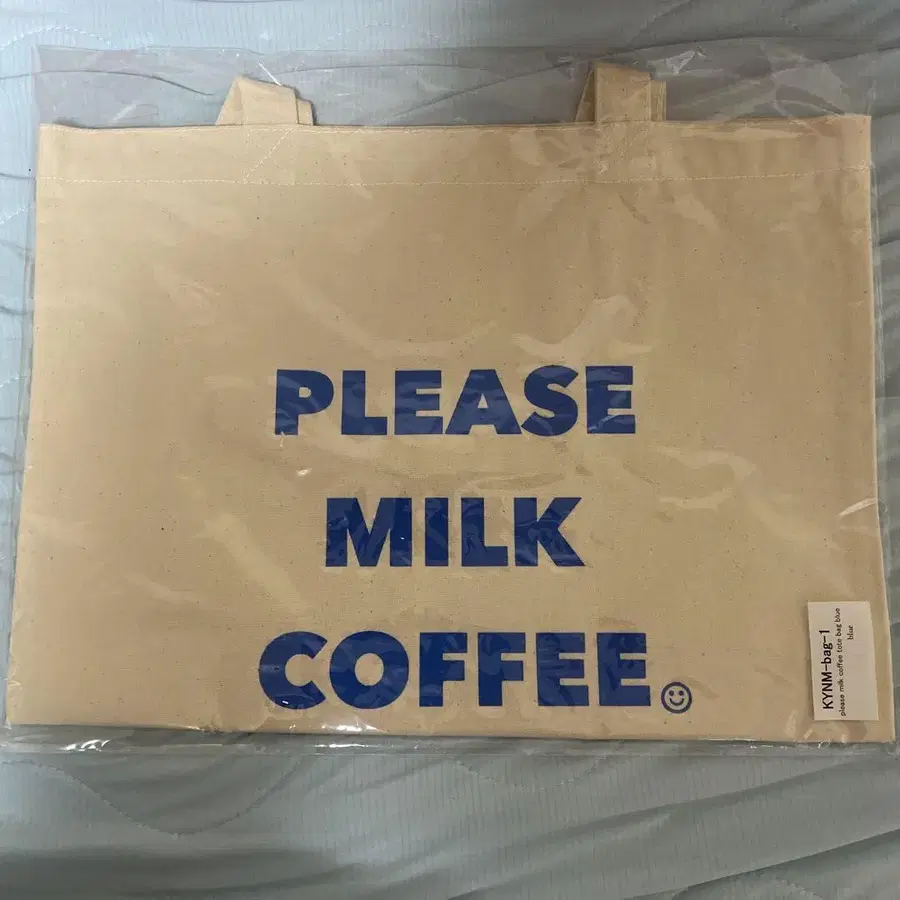 PLEASE
MILK
COFFEE
KYNM-bag-1
please milk coffee tote bag blue
blue